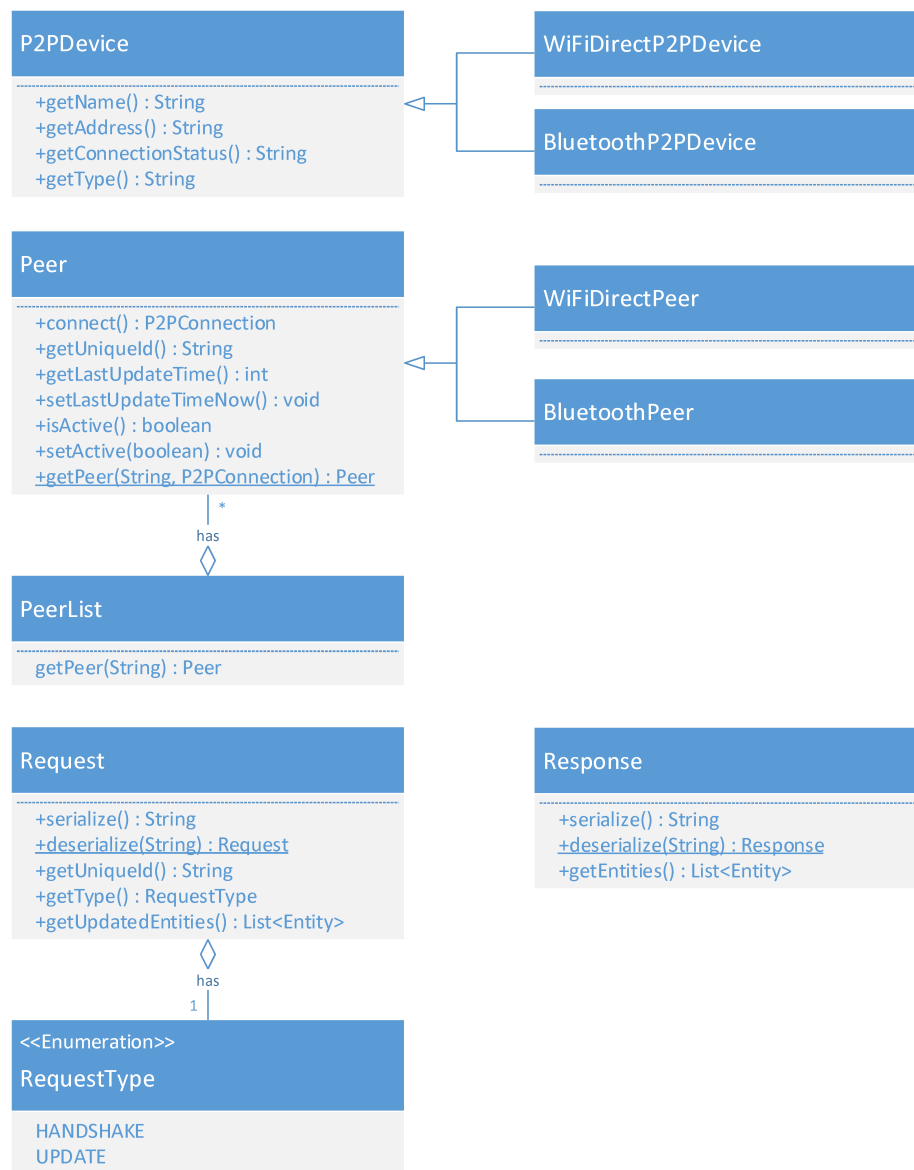 P2PDevice
+getName() : String
+getAddress() : String
+getConnectionStatus() : String
+getType() : String
WiFiDirectP2PDevice
BluetoothP2PDevice
Peer
+connect() : P2PConnection
+getUniqueId() : String
+getLastUpdateTime() : int
+setLastUpdateTimeNow() : void
+isActive() : boolean
+setActive(boolean) : void
+getPeer(String, P2PConnection) : Peer
WiFiDirectPeer
BluetoothPeer
*
has
PeerList
getPeer(String) : Peer
Request
+serialize() : String
+deserialize(String) : Request
+getUniqueId() : String
+getType() : RequestType
+getUpdatedEntities() : List<Entity>
Response
+serialize() : String
+deserialize(String) : Response
+getEntities() : List<Entity>
has
1
<<Enumeration>>
RequestType
HANDSHAKE
UPDATE